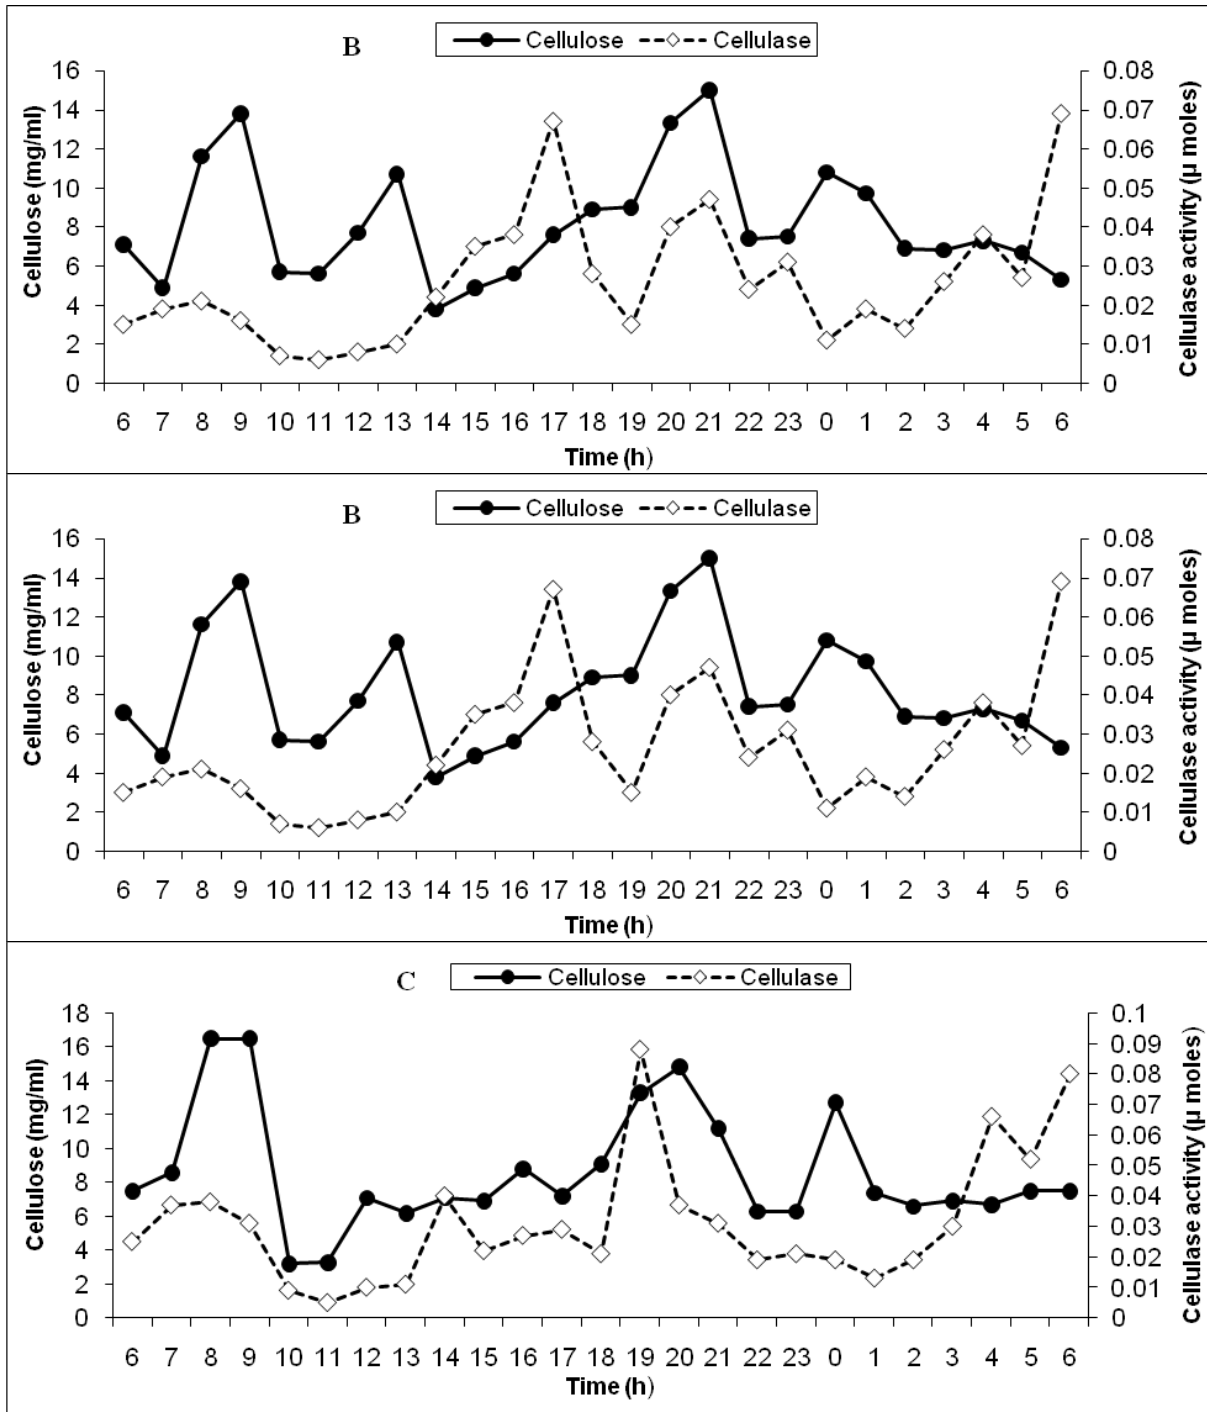 B
Cellulose Cellulase
16 14 12 10 8 6 4 2 0
Cellulose (mg/ml)
0.08 0.07 0.06 0.05 0.04 0.03 0.02 0.01 0
Cellulase activity (µ moles)
6 7 8 9 10 11 12 13 14 15 16 17 18 19 20 21 22 23 0 1 2 3 4 5 6
Time (h)
B
Cellulose Cellulase
16 14 12 10 8 6 4 2 0
Cellulose (mg/ml)
0.08 0.07 0.06 0.05 0.04 0.03 0.02 0.01 0
Cellulase activity (µ moles)
6 7 8 9 10 11 12 13 14 15 16 17 18 19 20 21 22 23 0 1 2 3 4 5 6
Time (h)
C
Cellulose Cellulase
18 16 14 12 10 8 6 4 2 0
Cellulose (mg/ml)
0.1 0.09 0.08 0.07 0.06 0.05 0.04 0.03 0.02 0.01 0
Cellulase activity (µ moles)
6 7 8 9 10 11 12 13 14 15 16 17 18 19 20 21 22 23 0 1 2 3 4 5 6
Time (h)